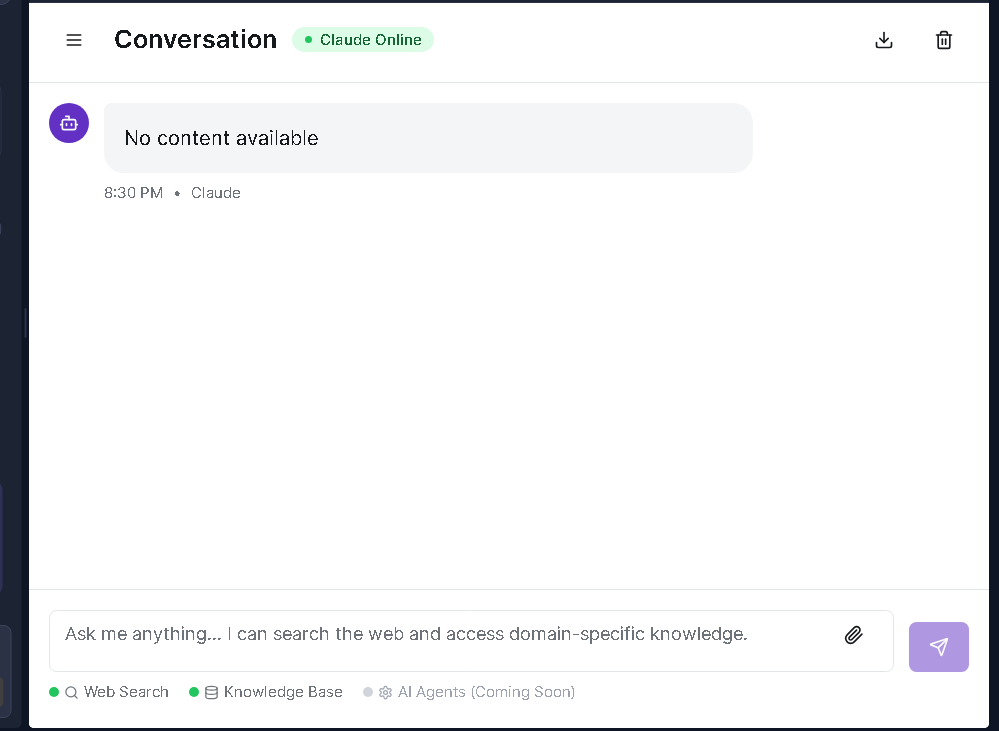 Conversation
Claude Online
No content available
8:30 PM • Claude
Ask me anything... I can search the web and access domain-specific knowledge.
Web Search
Knowledge Base
AI Agents (Coming Soon)